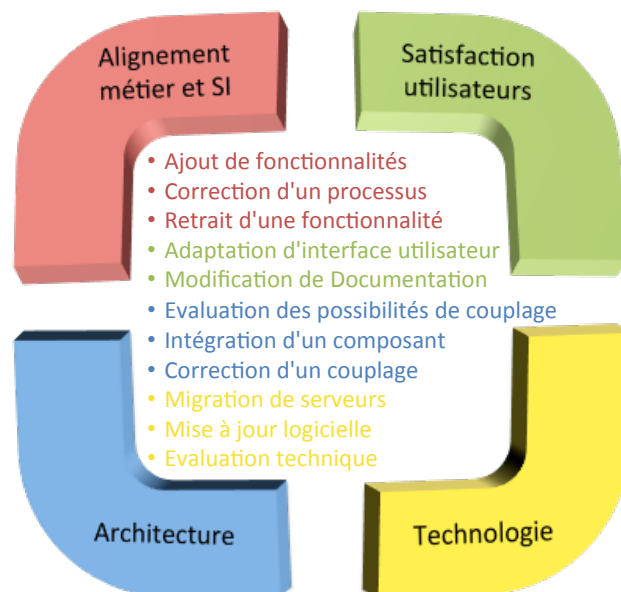 Alignement
métier et SI
Satisfaction
utilisateurs
• Ajout de fonctionnalités
• Correction d'un processus
• Retrait d'une fonctionnalité
• Adaptation d'interface utilisateur
• Modification de Documentation
• Evaluation des possibilités de couplage
• Intégration d'un composant
• Correction d'un couplage
• Migration de serveurs
• Mise à jour logicielle
• Evaluation technique
Architecture
Technologie